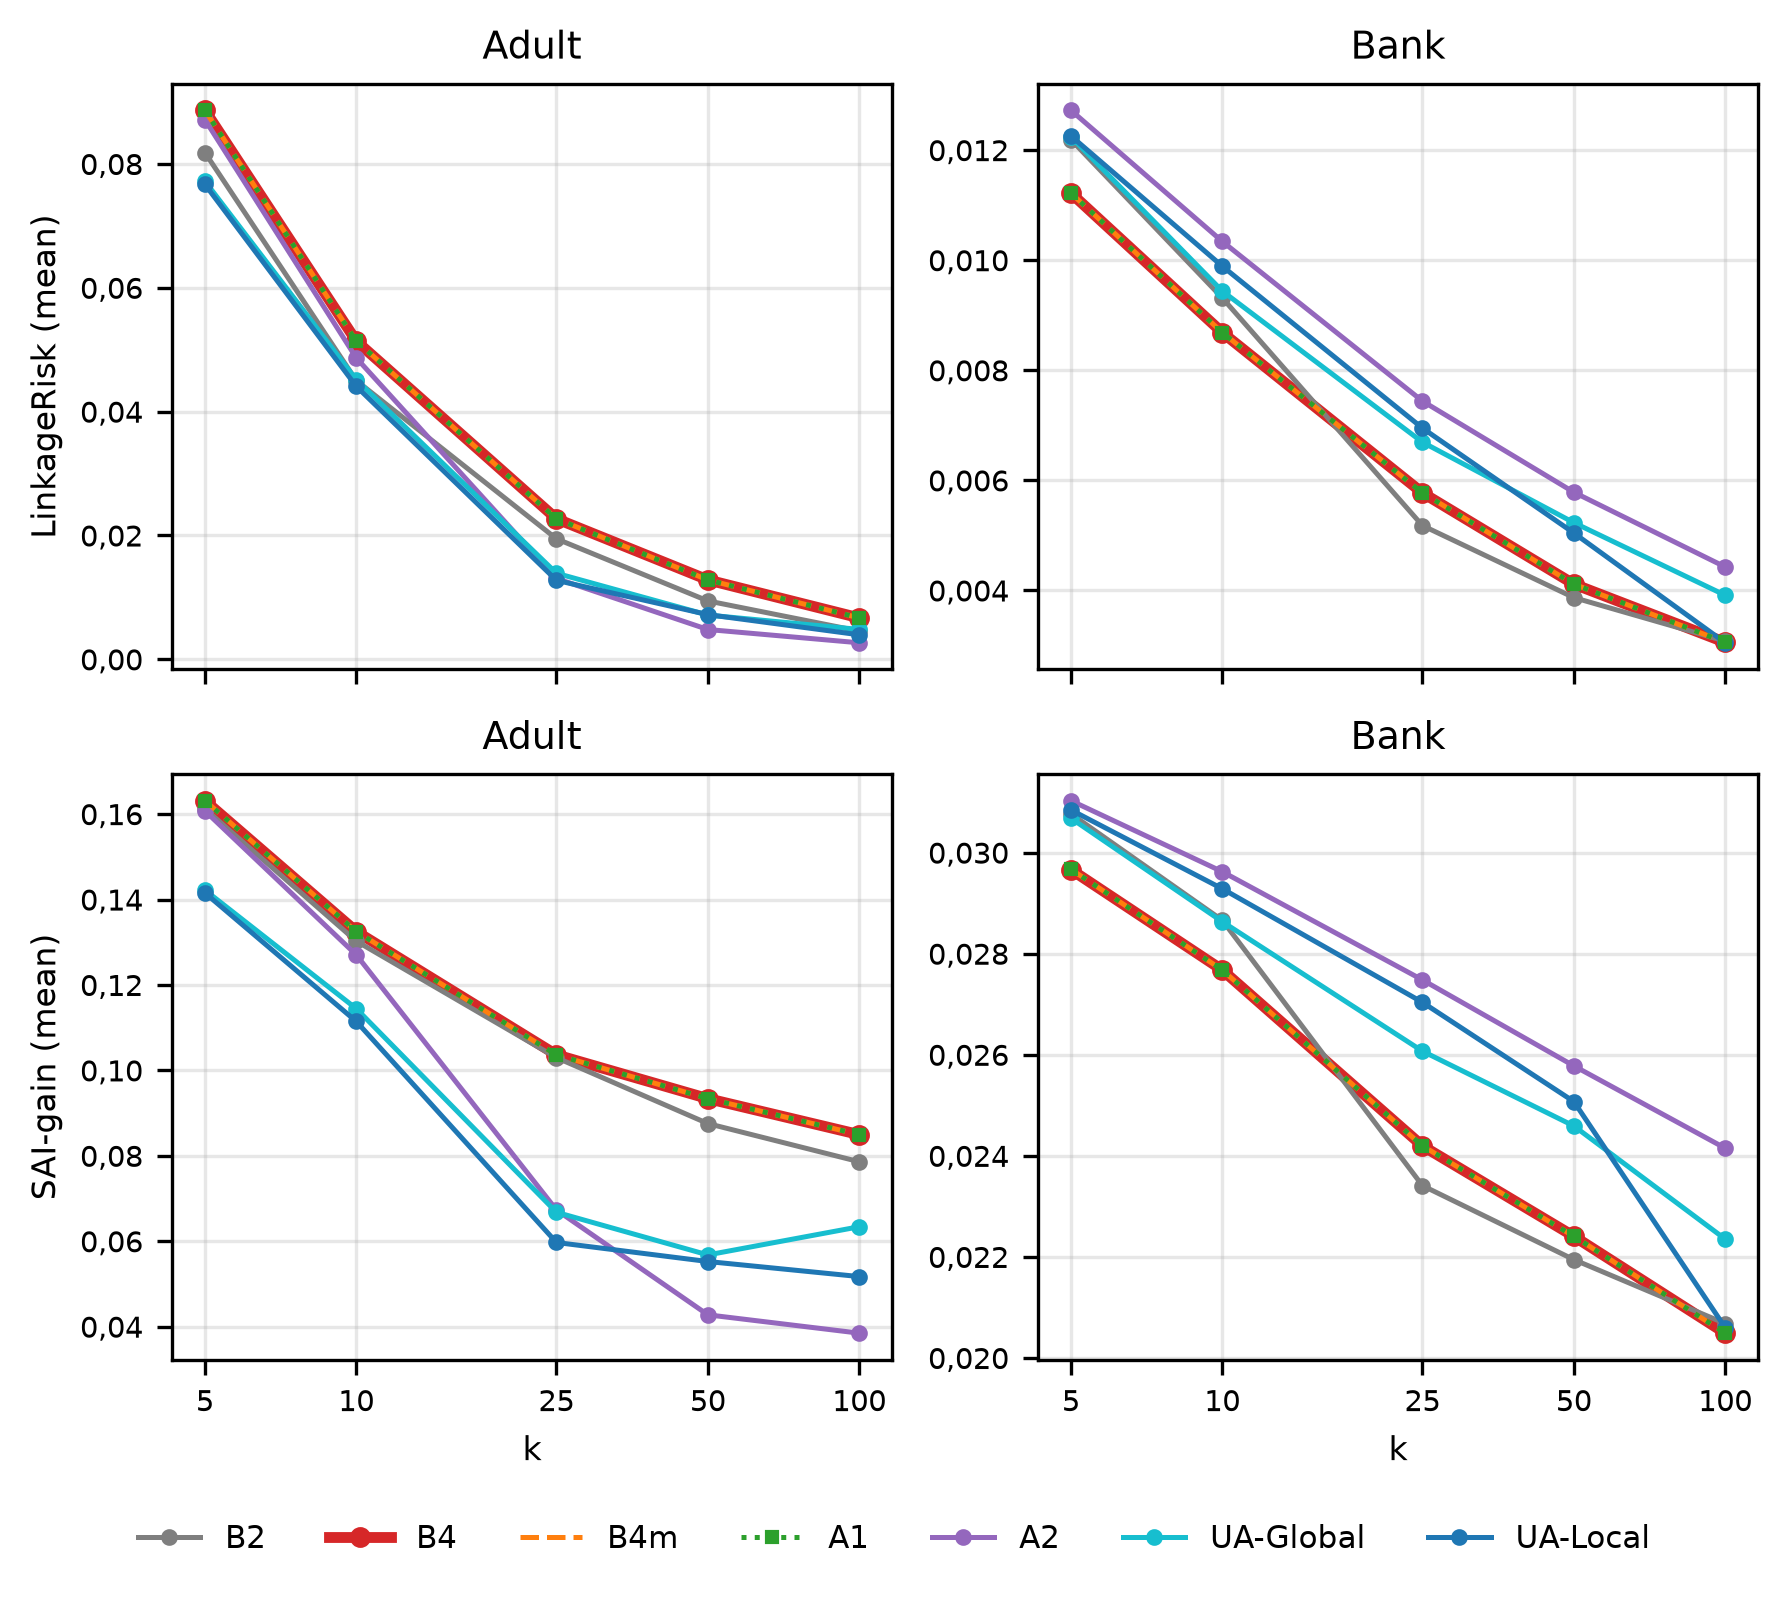 Adult
Bank
LinkageRisk (mean)
0,08
0,06
0,04
0,02
0,00
0,012
0,010
0,008
0,006
0,004
Adult
Bank
SAI-gain (mean)
0,16
0,14
0,12
0,10
0,08
0,06
0,04
0,030
0,028
0,026
0,024
0,022
0,020
5 10 25 50 100
5 10 25 50 100
k
k
B2 B4 B4m A1 A2 UA-Global UA-Local